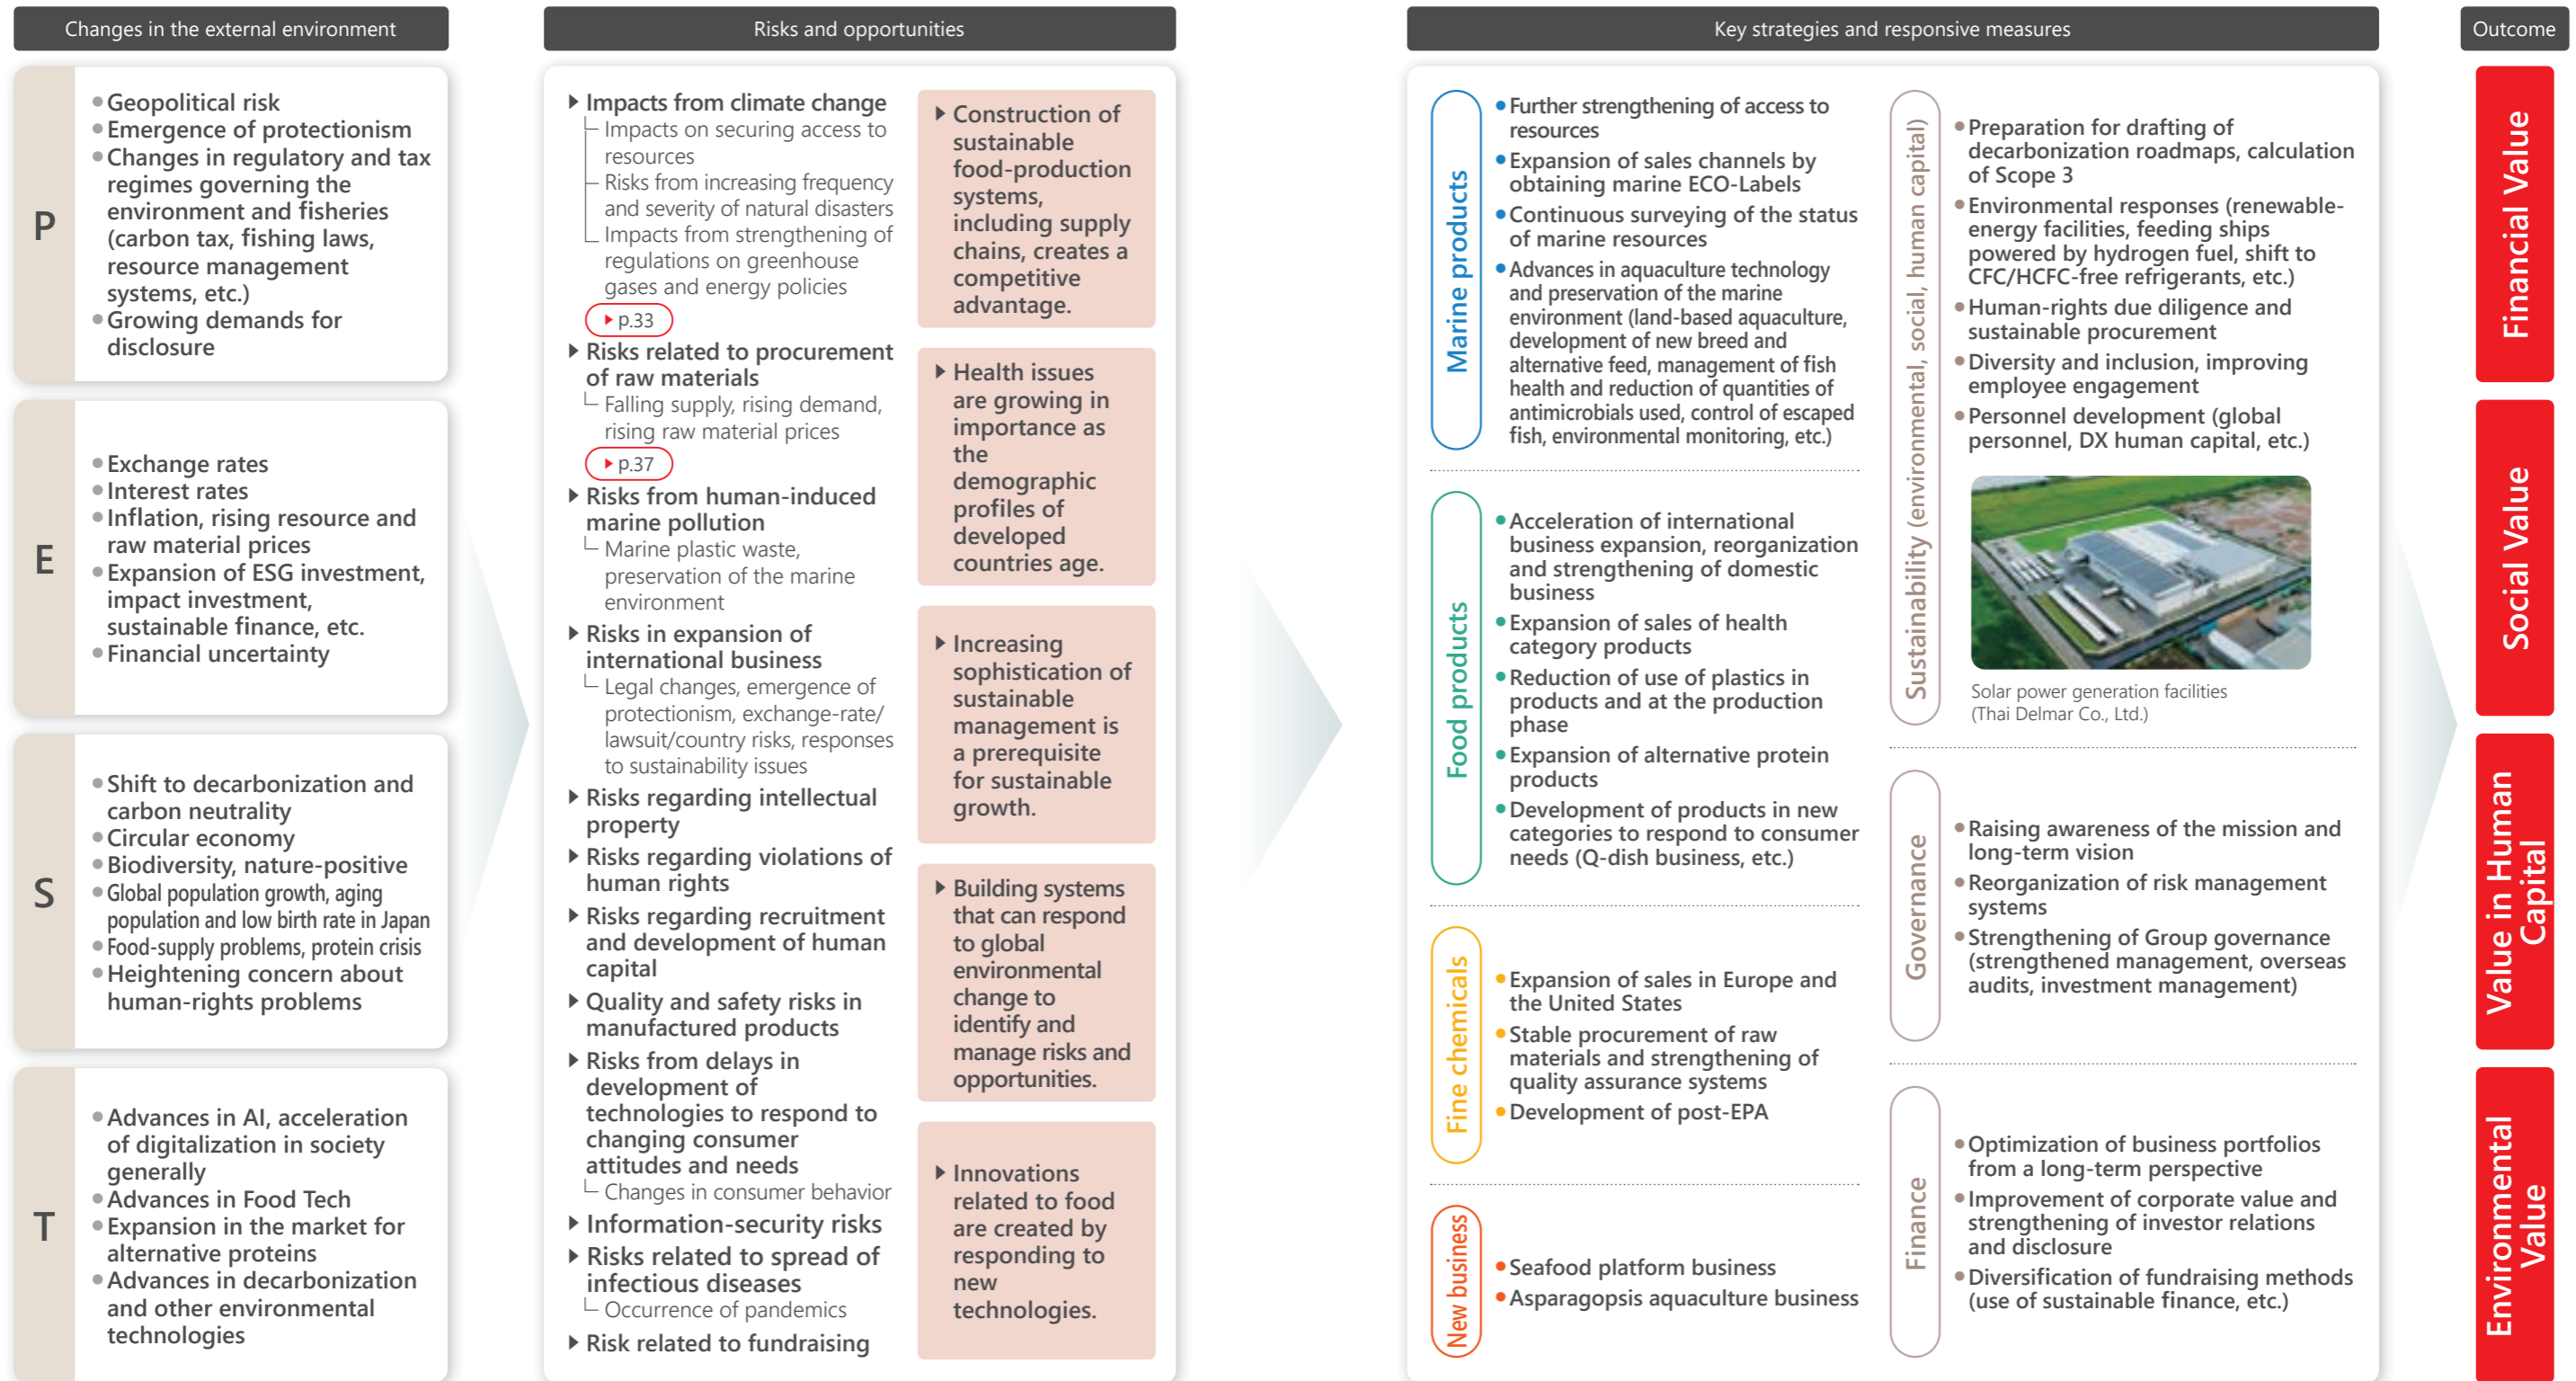 Changes in the external environment
P
Geopolitical risk
Emergence of protectionism
Changes in regulatory and tax
regimes governing the
environment and fisheries
(carbon tax, fishing laws,
resource management
systems, etc.)
Growing demands for
disclosure
E
Exchange rates
Interest rates
Inflation, rising resource and
raw material prices
Expansion of ESG investment,
impact investment,
sustainable finance, etc.
Financial uncertainty
S
Shift to decarbonization and
carbon neutrality
Circular economy
Biodiversity, nature-positive
Global population growth, aging
population and low birth rate in Japan
Food-supply problems, protein crisis
Heightening concern about
human-rights problems
T
Advances in AI, acceleration
of digitalization in society
generally
Advances in Food Tech
Expansion in the market for
alternative proteins
Advances in decarbonization
and other environmental
technologies
Risks and opportunities
Impacts from climate change
Impacts on securing access to
resources
Risks from increasing frequency
and severity of natural disasters
Impacts from strengthening of
regulations on greenhouse
gases and energy policies
p.33
Risks related to procurement
of raw materials
Falling supply, rising demand,
rising raw material prices
p.37
Risks from human-induced
marine pollution
Marine plastic waste,
preservation of the marine
environment
Risks in expansion of
international business
Legal changes, emergence of
protectionism, exchange-rate/
lawsuit/country risks, responses
to sustainability issues
Risks regarding intellectual
property
Risks regarding violations of
human rights
Risks regarding recruitment
and development of human
capital
Quality and safety risks in
manufactured products
Risks from delays in
development of
technologies to respond to
changing consumer
attitudes and needs
Changes in consumer behavior
Information-security risks
Risks related to spread of
infectious diseases
Occurrence of pandemics
Risk related to fundraising
Construction of
sustainable
food-production
systems,
including supply
chains, creates a
competitive
advantage.
Health issues
are growing in
importance as
the
demographic
profiles of
developed
countries age.
Increasing
sophistication of
sustainable
management is
a prerequisite
for sustainable
growth.
Building systems
that can respond
to global
environmental
change to
identify and
manage risks and
opportunities.
Innovations
related to food
are created by
responding to
new
technologies.
Key strategies and responsive measures
Marine products
Further strengthening of access to
resources
Expansion of sales channels by
obtaining marine ECO-Labels
Continuous surveying of the status
of marine resources
Advances in aquaculture technology
and preservation of the marine
environment (land-based aquaculture,
development of new breed and
alternative feed, management of fish
health and reduction of quantities of
antimicrobials used, control of escaped
fish, environmental monitoring, etc.)
Food products
Acceleration of international
business expansion, reorganization
and strengthening of domestic
business
Expansion of sales of health
category products
Reduction of use of plastics in
products and at the production
phase
Expansion of alternative protein
products
Development of products in new
categories to respond to consumer
needs (Q-dish business, etc.)
Fine chemicals
Expansion of sales in Europe and
the United States
Stable procurement of raw
materials and strengthening of
quality assurance systems
Development of post-EPA
New business
Seafood platform business
Asparagopsis aquaculture business
Sustainability (environmental, social, human capital)
Preparation for drafting of
decarbonization roadmaps, calculation
of Scope 3
Environmental responses (renewable-
energy facilities, feeding ships
powered by hydrogen fuel, shift to
CFC/HCFC-free refrigerants, etc.)
Human-rights due diligence and
sustainable procurement
Diversity and inclusion, improving
employee engagement
Personnel development (global
personnel, DX human capital, etc.)
Solar power generation facilities
(Thai Delmar Co., Ltd.)
Governance
Raising awareness of the mission and
long-term vision
Reorganization of risk management
systems
Strengthening of Group governance
(strengthened management, overseas
audits, investment management)
Finance
Optimization of business portfolios
from a long-term perspective
Improvement of corporate value and
strengthening of investor relations
and disclosure
Diversification of fundraising methods
(use of sustainable finance, etc.)
Outcome
Financial Value
Social Value
Value in Human
Capital
Environmental
Value